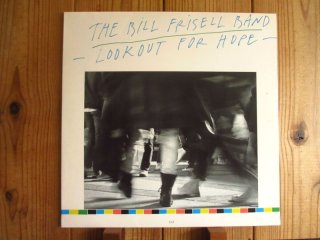 THE BILL FRISELL BAND
- LOOKOUT FOR HOPE -